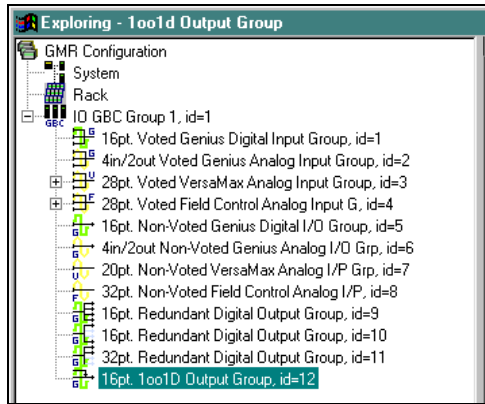 Exploring - 1oo1d Output Group
GMR Configuration
System
Rack
GBC IO GBC Group 1, id=1
G 16pt. Voted Genius Digital Input Group, id=1
G 4in/2out Voted Genius Analog Input Group, id=2
U 28pt. Voted VersaMax Analog Input Group, id=3
F 28pt. Voted Field Control Analog Input G, id=4
G 16pt. Non-Voted Genius Digital I/O Group, id=5
G 4in/2out Non-Voted Genius Analog I/O Grp, id=6
U 20pt. Non-Voted VersaMax Analog I/P Grp, id=7
F 32pt. Non-Voted Field Control Analog I/P, id=8
G 16pt. Redundant Digital Output Group, id=9
G 16pt. Redundant Digital Output Group, id=10
G 32pt. Redundant Digital Output Group, id=11
G 16pt. 1oo1D Output Group, id=12